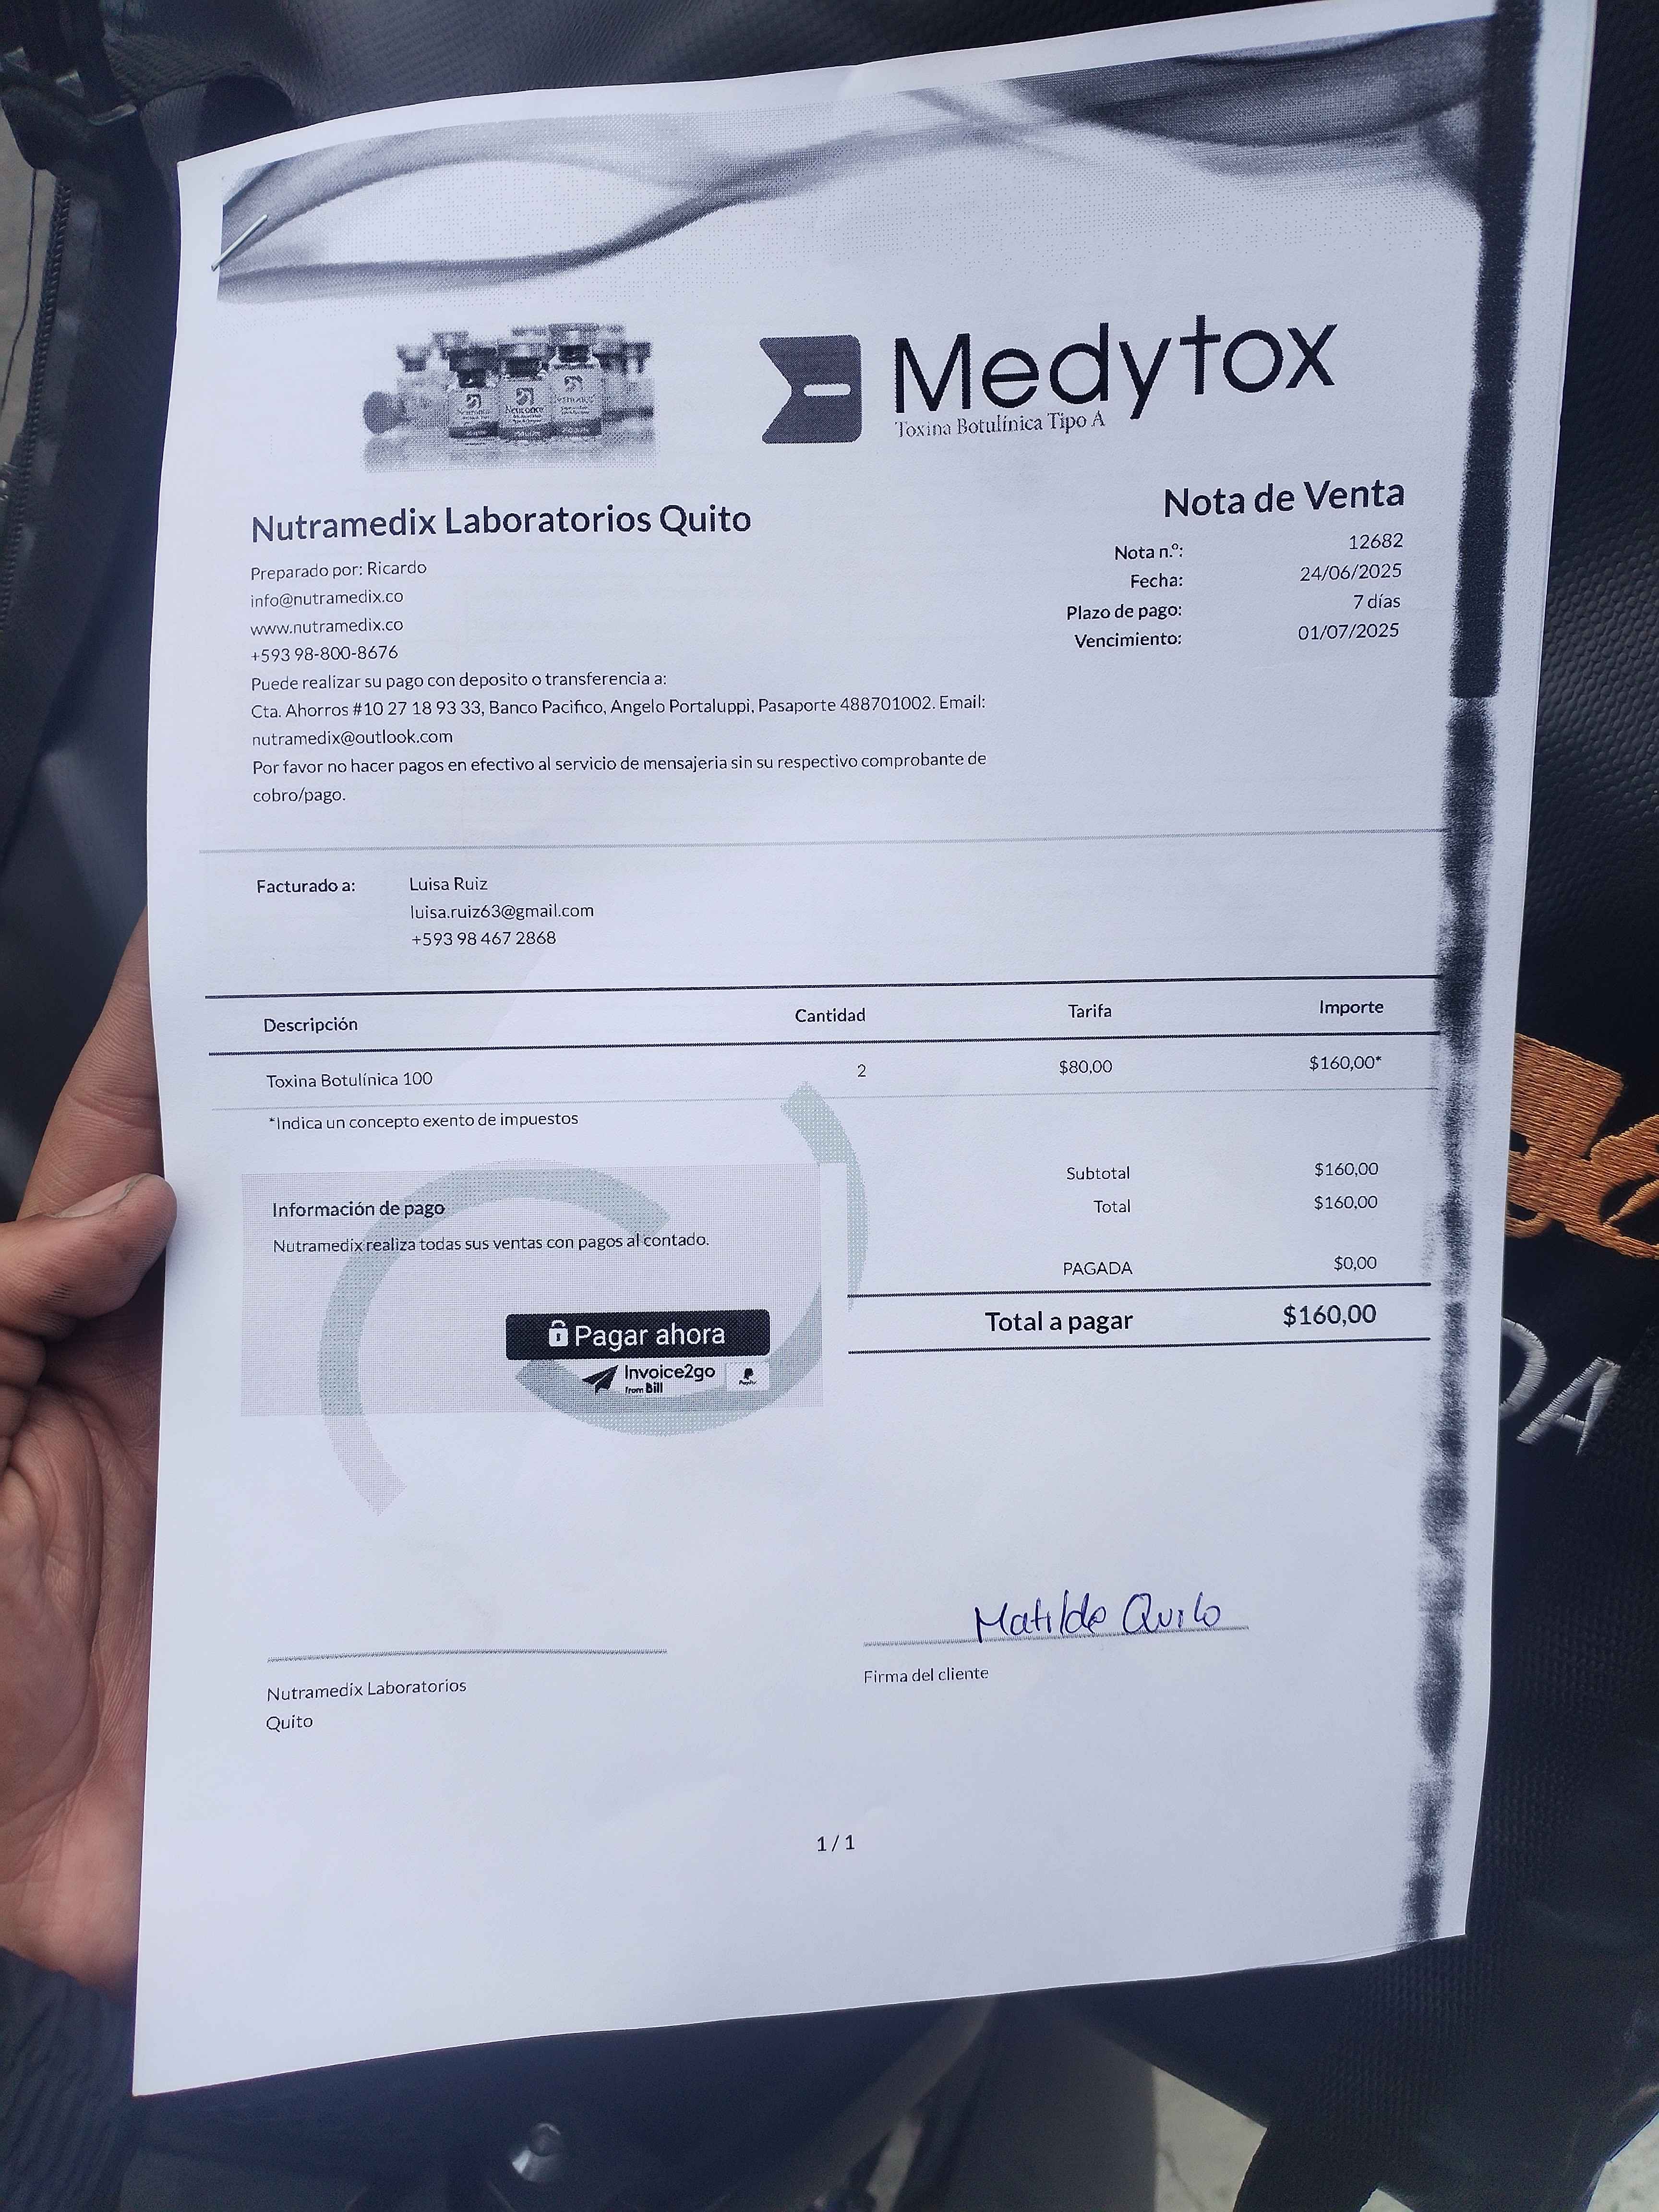 Medytox
Toxina Botulínica Tipo A
Neuronox
Nutramedix Laboratorios Quito
Preparado por: Ricardo
info@nutramedix.co
www.nutramedix.co
+593 98-800-8676
Puede realizar su pago con deposito o transferencia a:
Cta. Ahorros #10 27 18 93 33, Banco Pacifico, Angelo Portaluppi, Pasaporte 488701002. Email:
nutramedix@outlook.com
Por favor no hacer pagos en efectivo al servicio de mensajeria sin su respectivo comprobante de
cobro/pago.
Nota de Venta
Nota n.º: 12682
Fecha: 24/06/2025
Plazo de pago: 7 días
Vencimiento: 01/07/2025
Facturado a: Luisa Ruiz
luisa.ruiz63@gmail.com
+593 98 467 2868
Descripción Cantidad Tarifa Importe
Toxina Botulínica 100 2 $80,00 $160,00*
*Indica un concepto exento de impuestos
Información de pago
Nutramedix realiza todas sus ventas con pagos al contado.
Pagar ahora
Invoice2go
from Bill
PayPal
Subtotal $160,00
Total $160,00
PAGADA $0,00
Total a pagar $160,00
Matilde Quilo
Nutramedix Laboratorios
Quito
Firma del cliente
1 / 1
DA